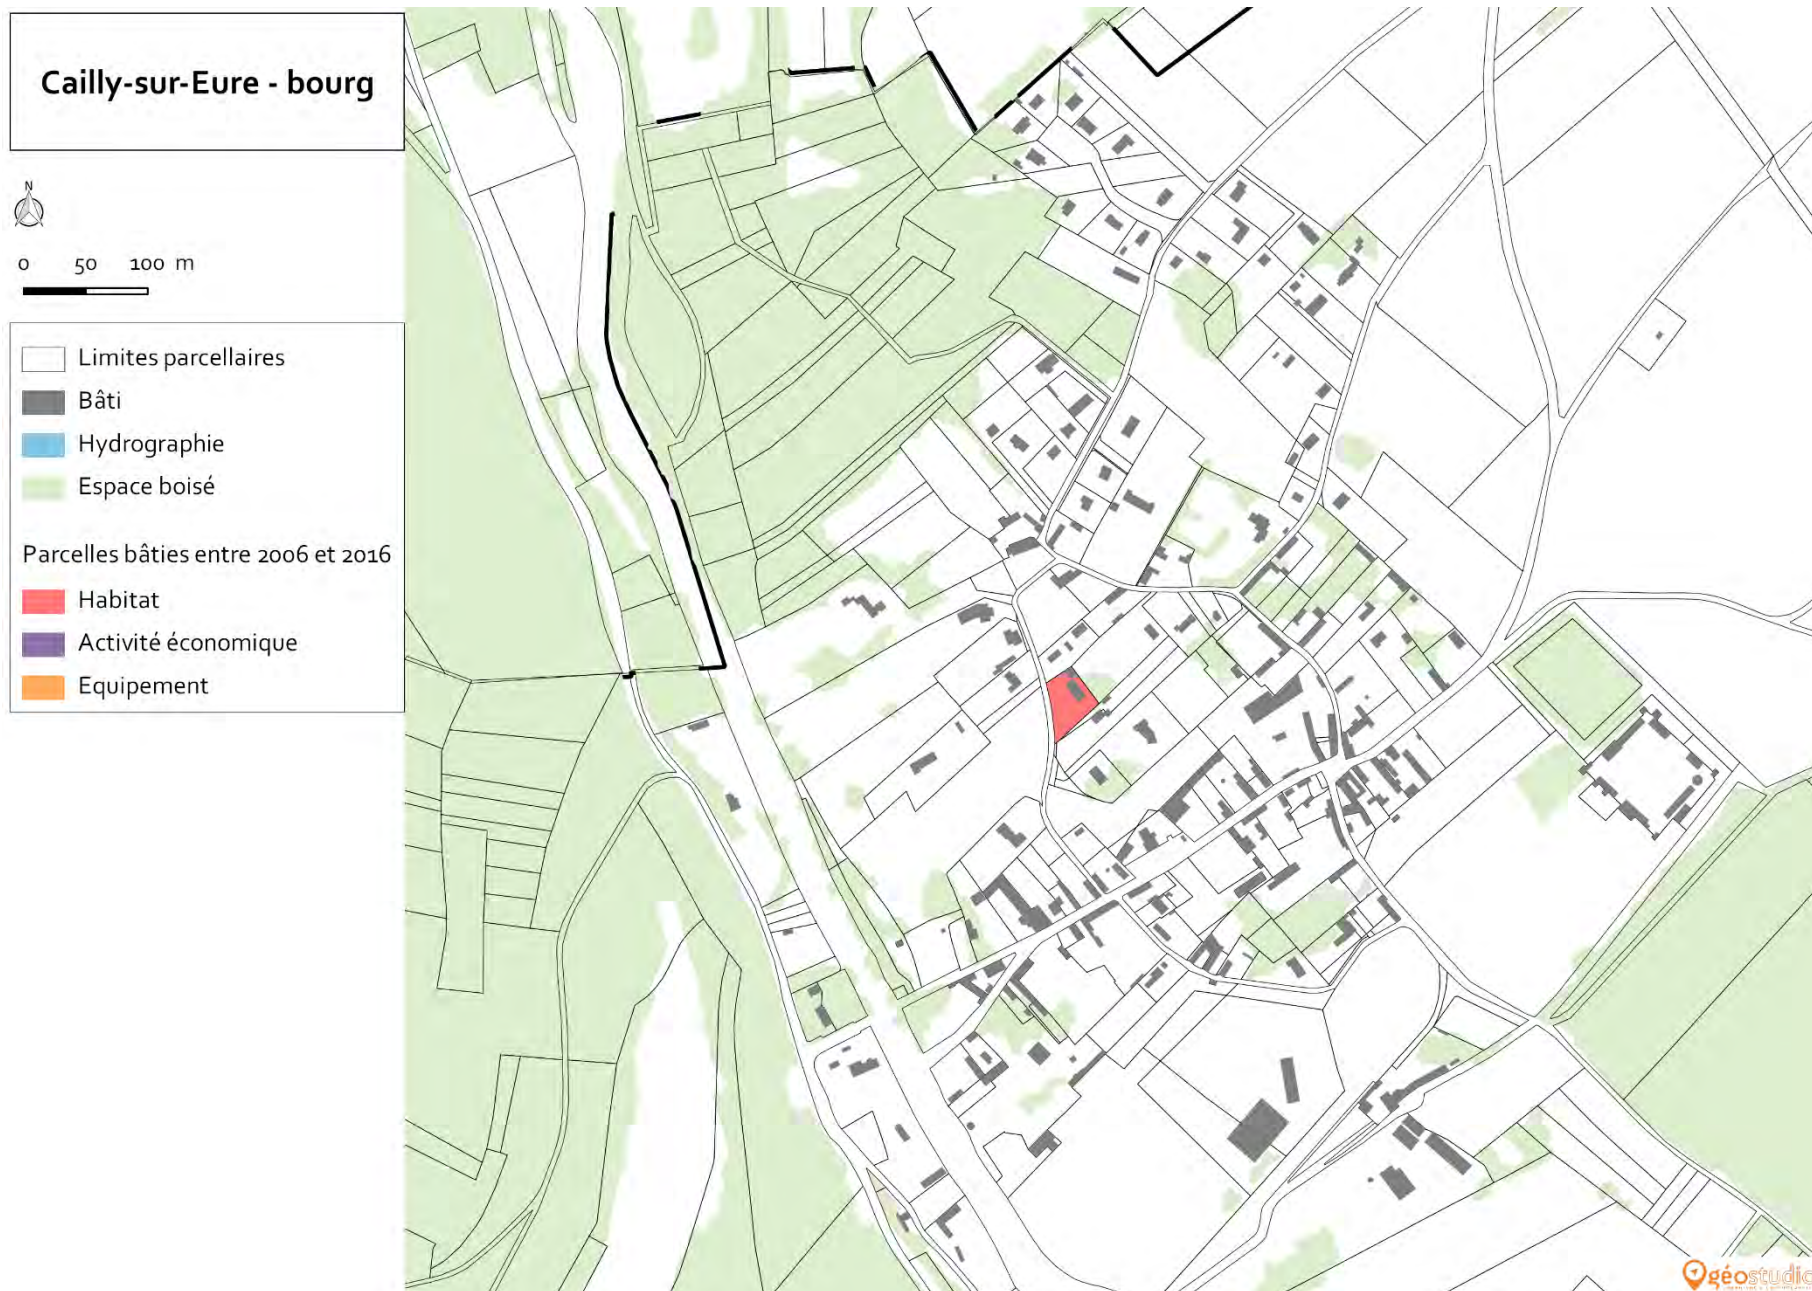 Cailly-sur-Eure - bourg
N
0 50 100 m
Limites parcellaires
Bâti
Hydrographie
Espace boisé
Parcelles bâties entre 2006 et 2016
Habitat
Activité économique
Equipement
géostudio